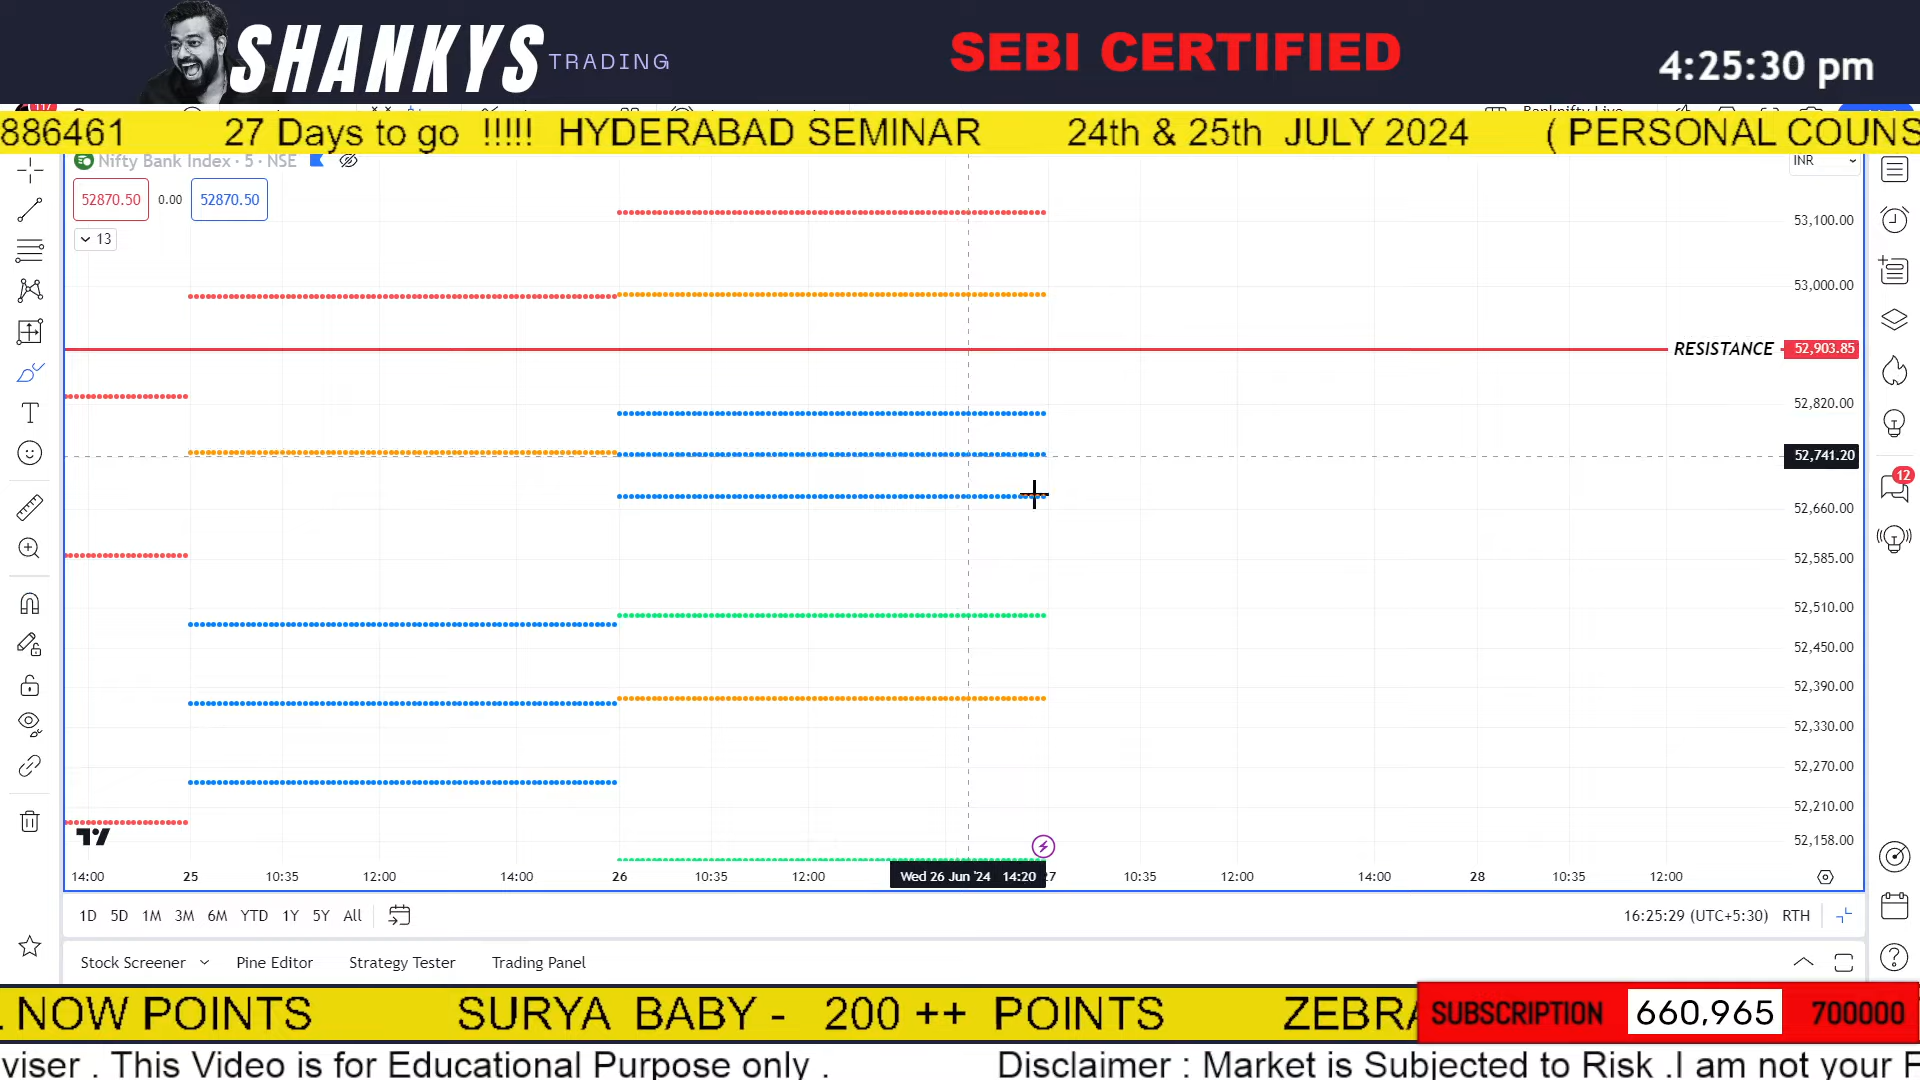 SHANKYS TRADING
SEBI CERTIFIED
4:25:30 pm
886461 27 Days to go !!!!! HYDERABAD SEMINAR 24th & 25th JULY 2024 ( PERSONAL COUNS
Nifty Bank Index · 5 · NSE
INR
52870.50 0.00 52870.50
13
53,100.00
53,000.00
RESISTANCE 52,903.85
52,820.00
52,741.20
12
52,660.00
52,585.00
52,510.00
52,450.00
52,390.00
52,330.00
52,270.00
52,210.00
52,158.00
14:00 25 10:35 12:00 14:00 26 10:35 12:00 Wed 26 Jun '24 14:20 27 10:35 12:00 14:00 28 10:35 12:00
1D 5D 1M 3M 6M YTD 1Y 5Y All
16:25:29 (UTC+5:30) RTH
Stock Screener Pine Editor Strategy Tester Trading Panel
NOW POINTS SURYA BABY - 200 ++ POINTS ZEBRA
SUBSCRIPTION 660,965 700000
viser . This Video is for Educational Purpose only . Disclaimer : Market is Subjected to Risk .I am not your F